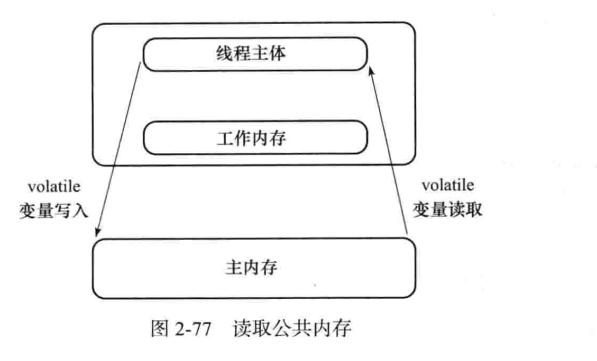 线程主体
工作内存
volatile
变量写入
volatile
变量读取
主内存
图 2-77 读取公共内存